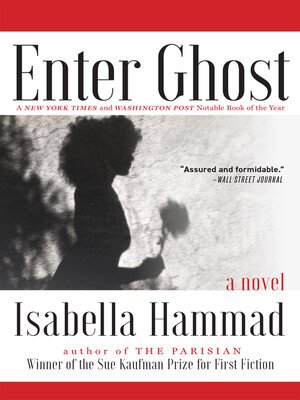 Enter Ghost
A NEW YORK TIMES and WASHINGTON POST Notable Book of the Year
“Assured and formidable.”
–WALL STREET JOURNAL
a novel
Isabella Hammad
author of THE PARISIAN
Winner of the Sue Kaufman Prize for First Fiction